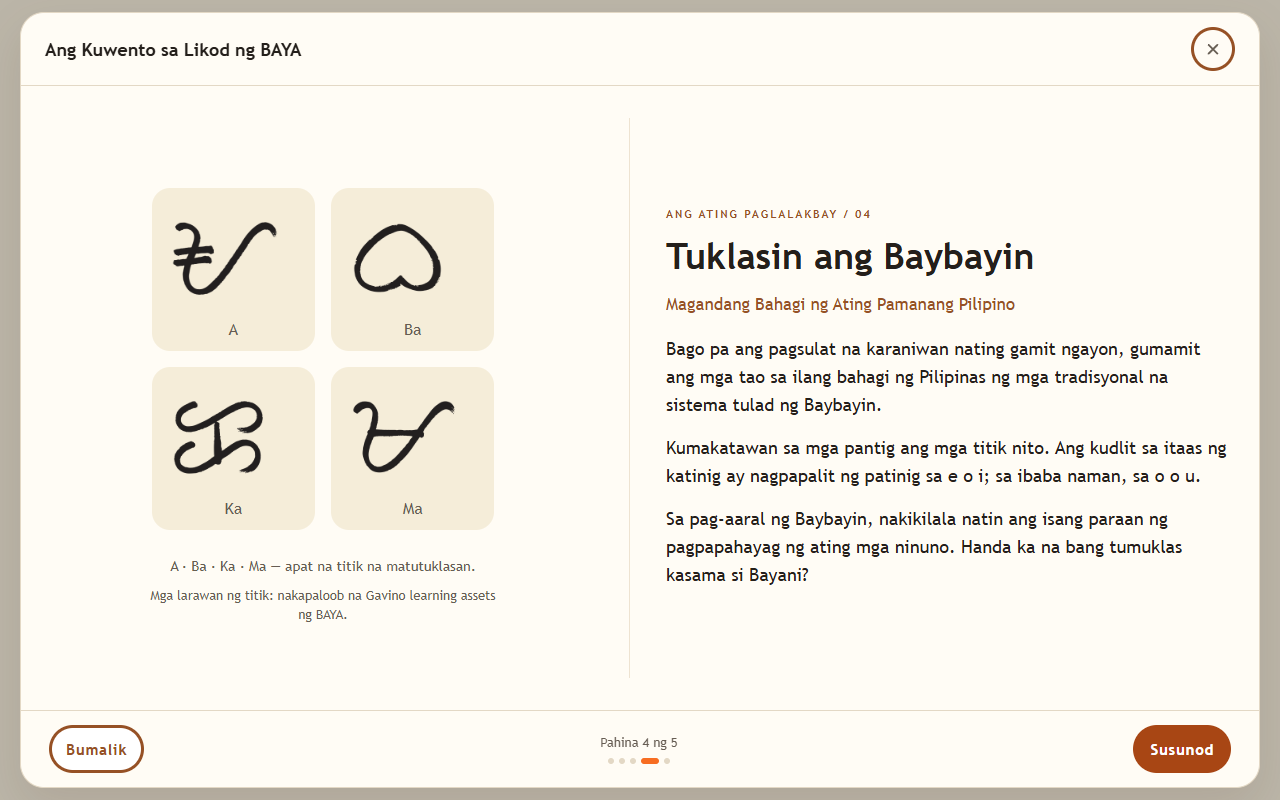 Ang Kuwento sa Likod ng BAYA
×
ᜀ
A
ᜊ
Ba
ᜃ
Ka
ᜋ
Ma
A · Ba · Ka · Ma — apat na titik na matutuklasan.
Mga larawan ng titik: nakapaloob na Gavino learning assets
ng BAYA.
ANG ATING PAGLALAKBAY / 04
Tuklasin ang Baybayin
Magandang Bahagi ng Ating Pamanang Pilipino
Bago pa ang pagsulat na karaniwan nating gamit ngayon, gumamit
ang mga tao sa ilang bahagi ng Pilipinas ng mga tradisyonal na
sistema tulad ng Baybayin.
Kumakatawan sa mga pantig ang mga titik nito. Ang kudlit sa itaas ng
katinig ay nagpapalit ng patinig sa e o i; sa ibaba naman, sa o o u.
Sa pag-aaral ng Baybayin, nakikilala natin ang isang paraan ng
pagpapahayag ng ating mga ninuno. Handa ka na bang tumuklas
kasama si Bayani?
Bumalik
Pahina 4 ng 5
Susunod